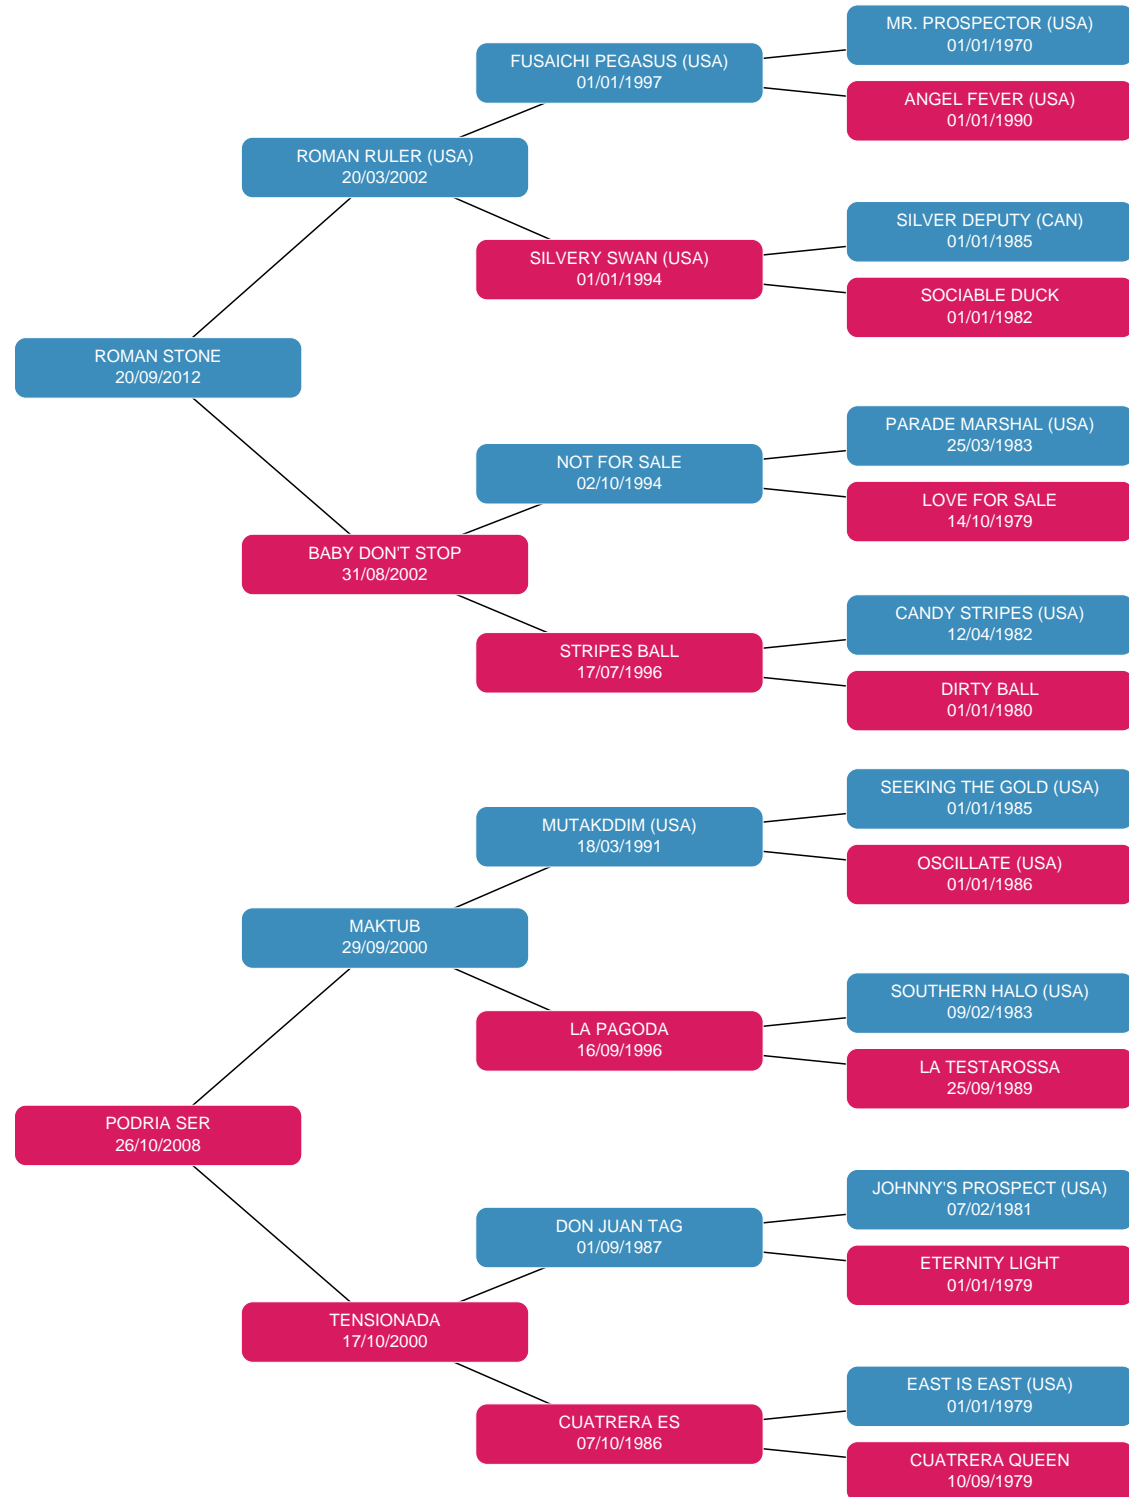 MR. PROSPECTOR (USA)
01/01/1970
FUSAICHI PEGASUS (USA)
01/01/1997
ANGEL FEVER (USA)
01/01/1990
ROMAN RULER (USA)
20/03/2002
SILVER DEPUTY (CAN)
01/01/1985
SILVERY SWAN (USA)
01/01/1994
SOCIABLE DUCK
01/01/1982
ROMAN STONE
20/09/2012
PARADE MARSHAL (USA)
25/03/1983
NOT FOR SALE
02/10/1994
LOVE FOR SALE
14/10/1979
BABY DON'T STOP
31/08/2002
CANDY STRIPES (USA)
12/04/1982
STRIPES BALL
17/07/1996
DIRTY BALL
01/01/1980
SEEKING THE GOLD (USA)
01/01/1985
MUTAKDDIM (USA)
18/03/1991
OSCILLATE (USA)
01/01/1986
MAKTUB
29/09/2000
SOUTHERN HALO (USA)
09/02/1983
LA PAGODA
16/09/1996
LA TESTAROSSA
25/09/1989
PODRIA SER
26/10/2008
JOHNNY'S PROSPECT (USA)
07/02/1981
DON JUAN TAG
01/09/1987
ETERNITY LIGHT
01/01/1979
TENSIONADA
17/10/2000
EAST IS EAST (USA)
01/01/1979
CUATRERA ES
07/10/1986
CUATRERA QUEEN
10/09/1979